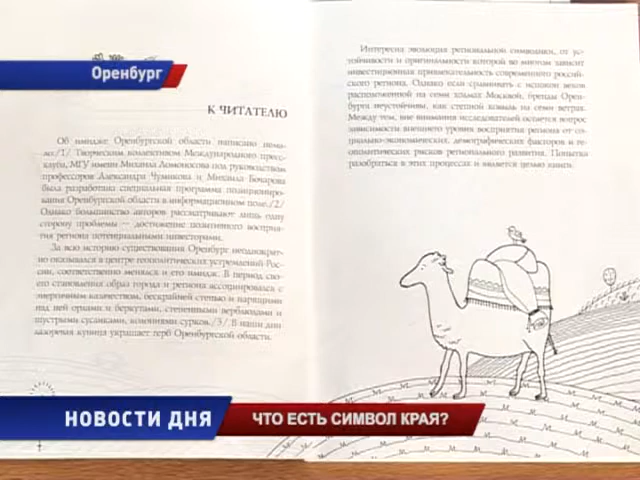 Оренбург
К ЧИТАТЕЛЮ
Об имидже Оренбургской области написано нема-
ло./1/ Творческим коллективом Международного пресс-
клуба, МГУ имени Михаила Ломоносова под руководством
профессоров Александра Чумикова и Михаила Бочарова
была разработана специальная программа позициониро-
вания Оренбургской области в информационном поле./2/
Однако большинство авторов рассматривают лишь одну
сторону проблемы — достижение позитивного восприя-
тия региона потенциальными инвесторами.
За всю историю существования Оренбург неоднократ-
но оказывался в центре геополитических устремлений Рос-
сии, соответственно менялся и его имидж. В период сво-
его становления образ города и региона ассоциировался с
энергичным казачеством, бескрайней степью и парящими
над ней орлами и беркутами, степенными верблюдами и
шустрыми сусликами, колониями сурков./3/ В наши дни
лазоревая куница украшает герб Оренбургской области.
Интересна эволюция региональной символики, от ус-
тойчивости и оригинальности которой во многом зависит
инвестиционная привлекательность современного россий-
ского региона. Однако если сравнивать с испокон веков
расположенной на семи холмах Москвой, бренды Орен-
бурга неустойчивы, как степной ковыль на семи ветрах.
Между тем, вне внимания исследователей остается вопрос
зависимости внешнего уровня восприятия региона от со-
циально-экономических, демографических факторов и ге-
ополитических рисков регионального развития. Попытка
разобраться в этих процессах и является целью книги.
НОВОСТИ ДНЯ
ЧТО ЕСТЬ СИМВОЛ КРАЯ?